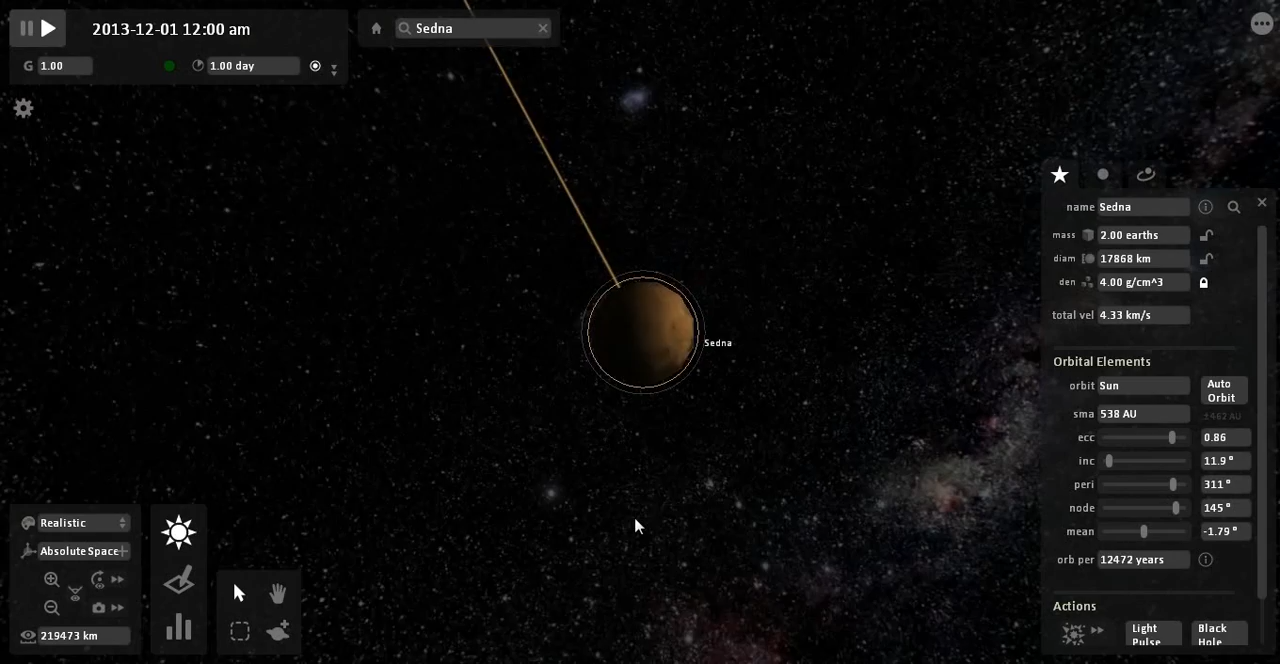 2013-12-01 12:00 am
Sedna
G 1.00
1.00 day
name Sedna
mass 2.00 earths
diam 17868 km
den 4.00 g/cm^3
total vel 4.33 km/s
Sedna
Orbital Elements
orbit Sun
Auto
Orbit
sma 538 AU
±462 AU
ecc 0.86
inc 11.9°
peri 311°
node 145°
mean -1.79°
orb per 12472 years
Actions
Light
Pulse
Black
Hole
Realistic
Absolute Space
219473 km